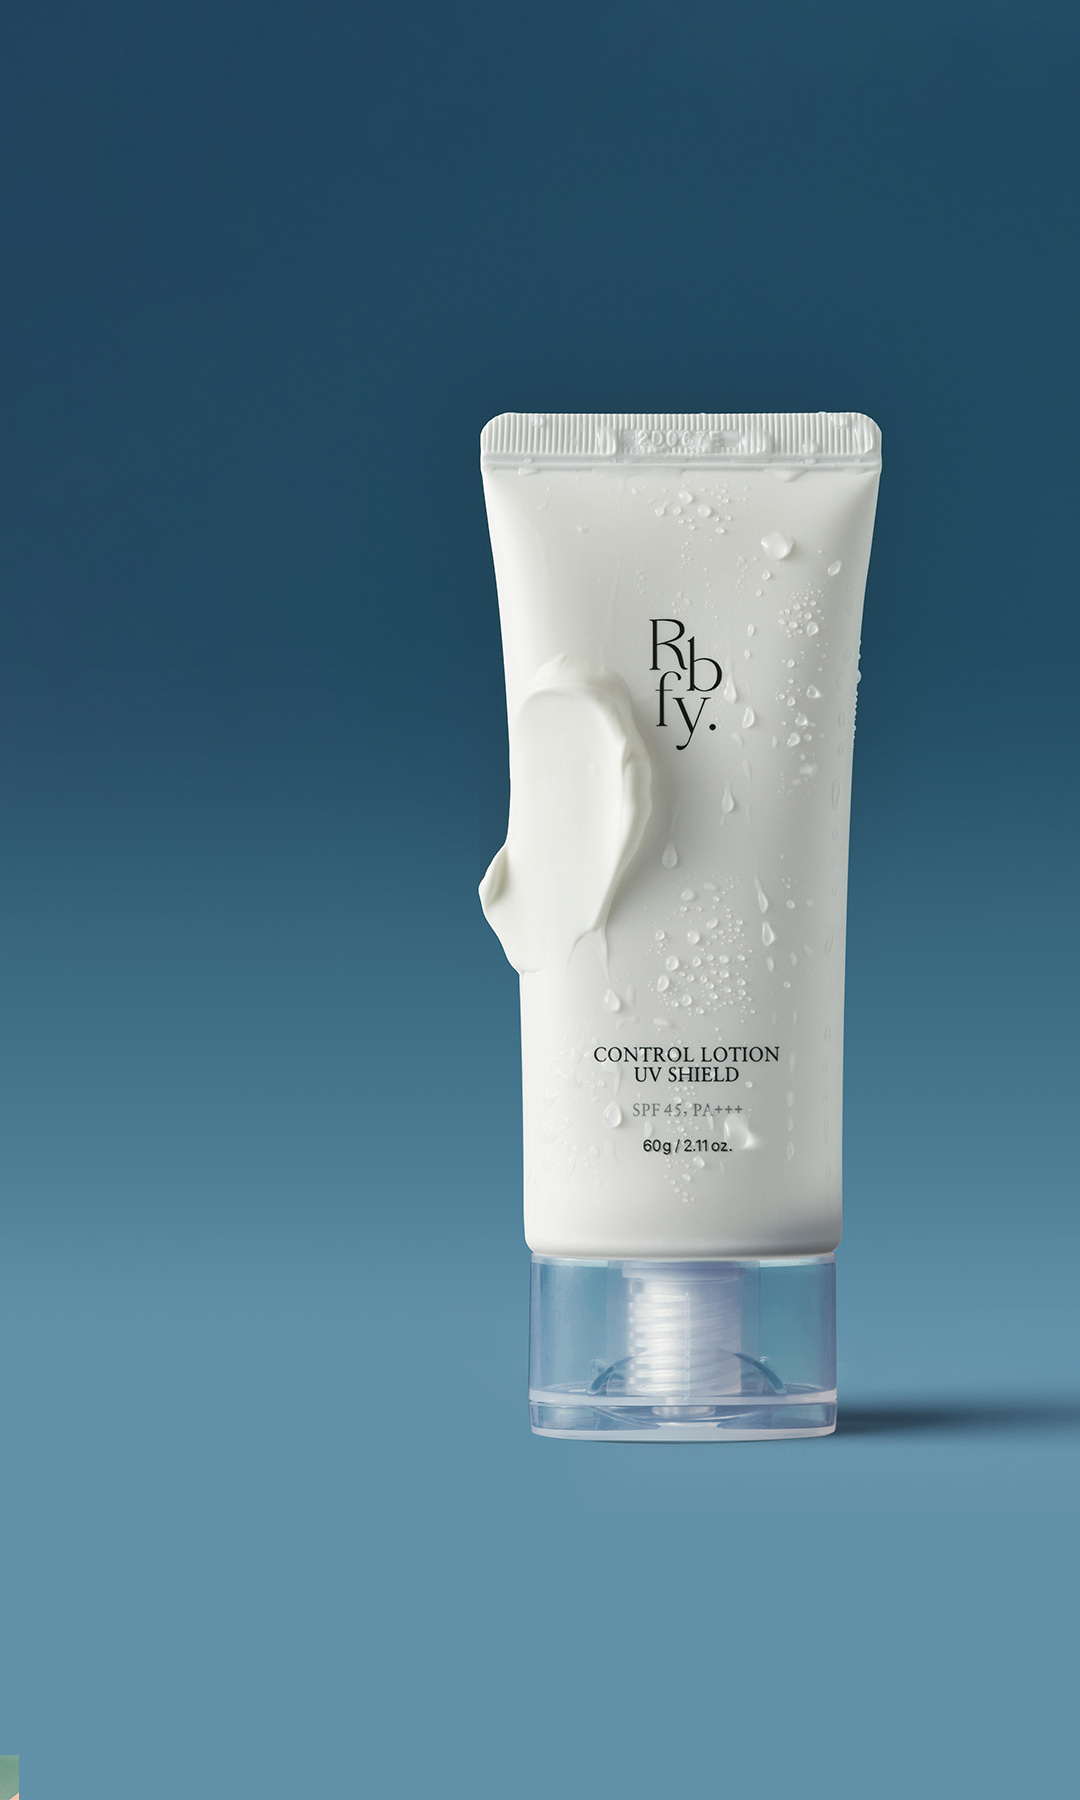 Rb
fy.
CONTROL LOTION
UV SHIELD
SPF 45, PA+++
60g / 2.11 oz.